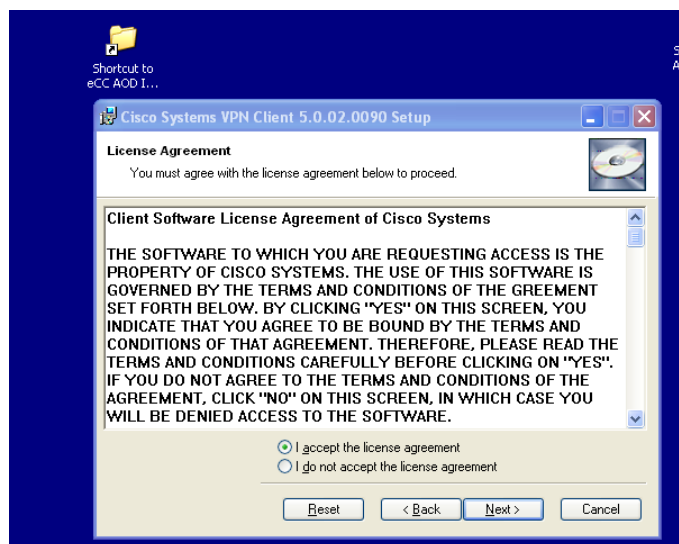 Shortcut to
eCC AOD I...
S
A
Cisco Systems VPN Client 5.0.02.0090 Setup
License Agreement
You must agree with the license agreement below to proceed.
Client Software License Agreement of Cisco Systems
THE SOFTWARE TO WHICH YOU ARE REQUESTING ACCESS IS THE
PROPERTY OF CISCO SYSTEMS. THE USE OF THIS SOFTWARE IS
GOVERNED BY THE TERMS AND CONDITIONS OF THE GREEMENT
SET FORTH BELOW. BY CLICKING "YES" ON THIS SCREEN, YOU
INDICATE THAT YOU AGREE TO BE BOUND BY THE TERMS AND
CONDITIONS OF THAT AGREEMENT. THEREFORE, PLEASE READ THE
TERMS AND CONDITIONS CAREFULLY BEFORE CLICKING ON "YES".
IF YOU DO NOT AGREE TO THE TERMS AND CONDITIONS OF THE
AGREEMENT, CLICK "NO" ON THIS SCREEN, IN WHICH CASE YOU
WILL BE DENIED ACCESS TO THE SOFTWARE.
I accept the license agreement
I do not accept the license agreement
Reset < Back Next > Cancel